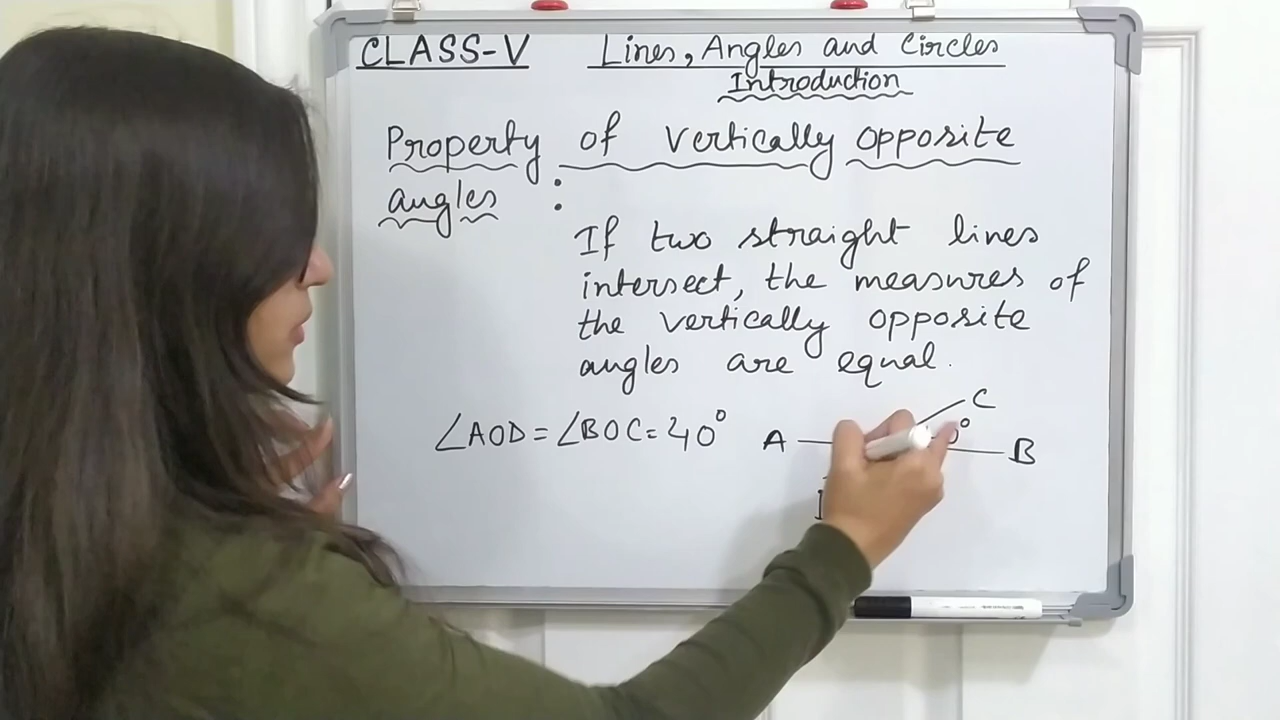 CLASS-V Lines, Angles and Circles
Introduction
Property of vertically opposite
angles :
If two straight lines
intersect, the measures of
the vertically opposite
angles are equal.
∠AOD = ∠BOC = 40°
A
C
B